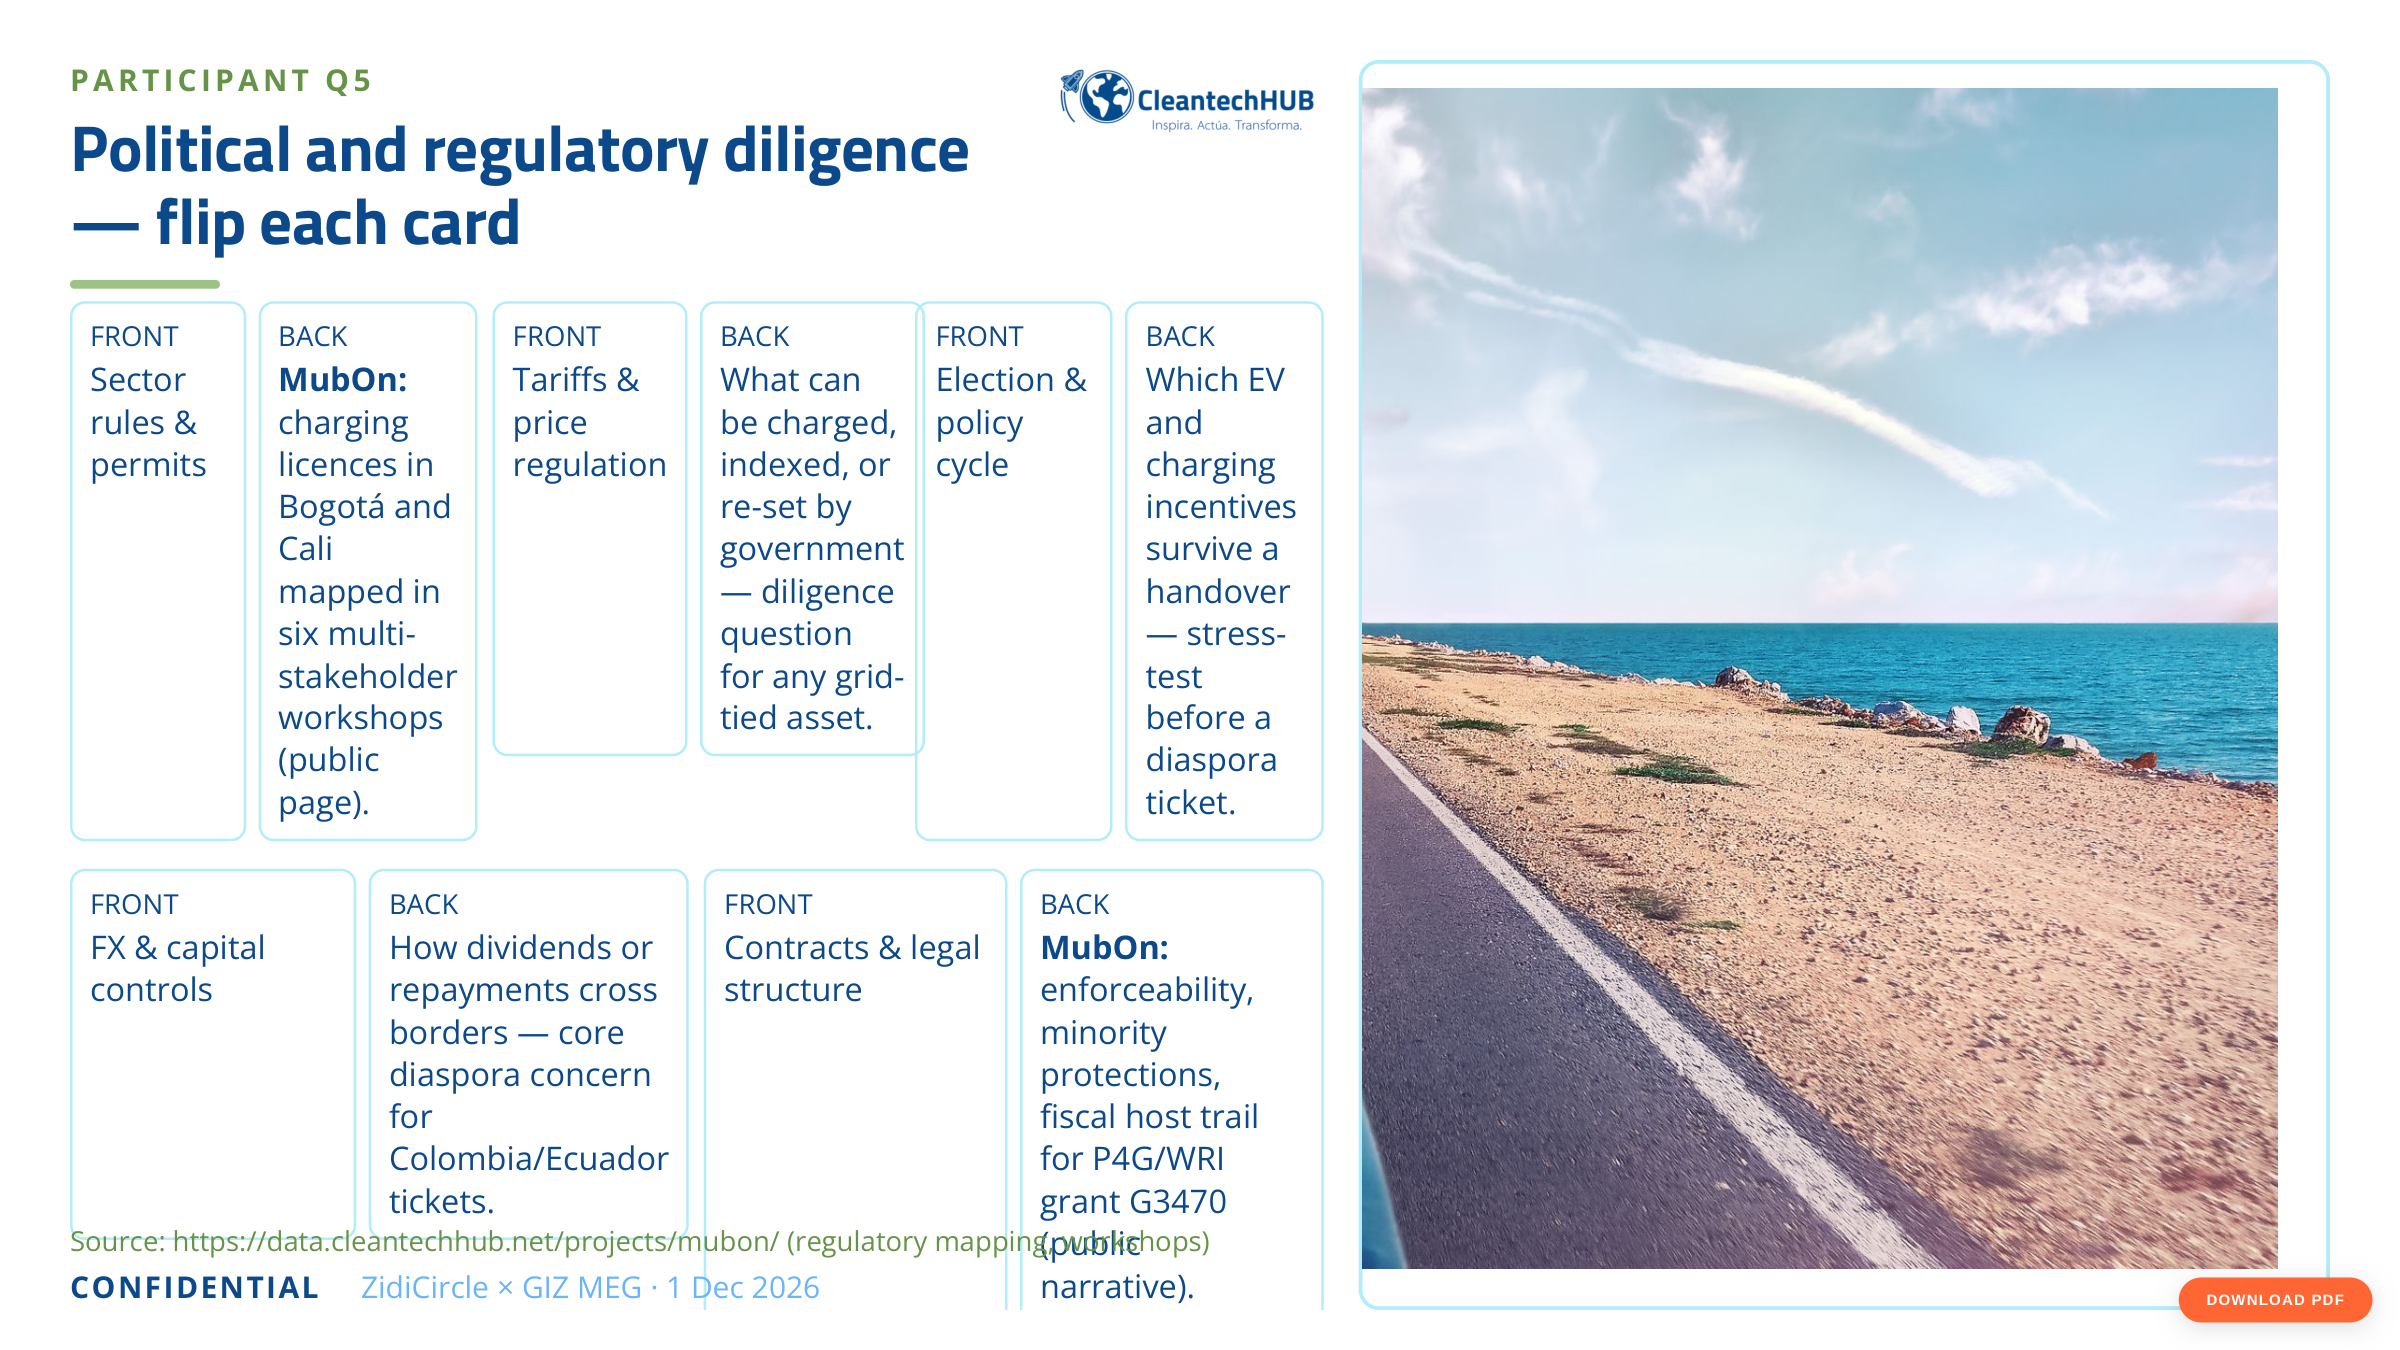 PARTICIPANT Q5
CleantechHUB
Inspira. Actúa. Transforma.
Political and regulatory diligence
— flip each card
FRONT
Sector
rules &
permits
BACK
MubOn:
charging
licences in
Bogotá and
Cali
mapped in
six multi-
stakeholder
workshops
(public
page).
FRONT
Tariffs &
price
regulation
BACK
What can
be charged,
indexed, or
re-set by
government
— diligence
question
for any grid-
tied asset.
FRONT
Election &
policy
cycle
BACK
Which EV
and
charging
incentives
survive a
handover
— stress-
test
before a
diaspora
ticket.
FRONT
FX & capital
controls
BACK
How dividends or
repayments cross
borders — core
diaspora concern
for
Colombia/Ecuador
tickets.
FRONT
Contracts & legal
structure
BACK
MubOn:
enforceability,
minority
protections,
fiscal host trail
for P4G/WRI
grant G3470
(public
narrative).
Source: https://data.cleantechhub.net/projects/mubon/ (regulatory mapping, workshops)
CONFIDENTIAL ZidiCircle × GIZ MEG · 1 Dec 2026
DOWNLOAD PDF